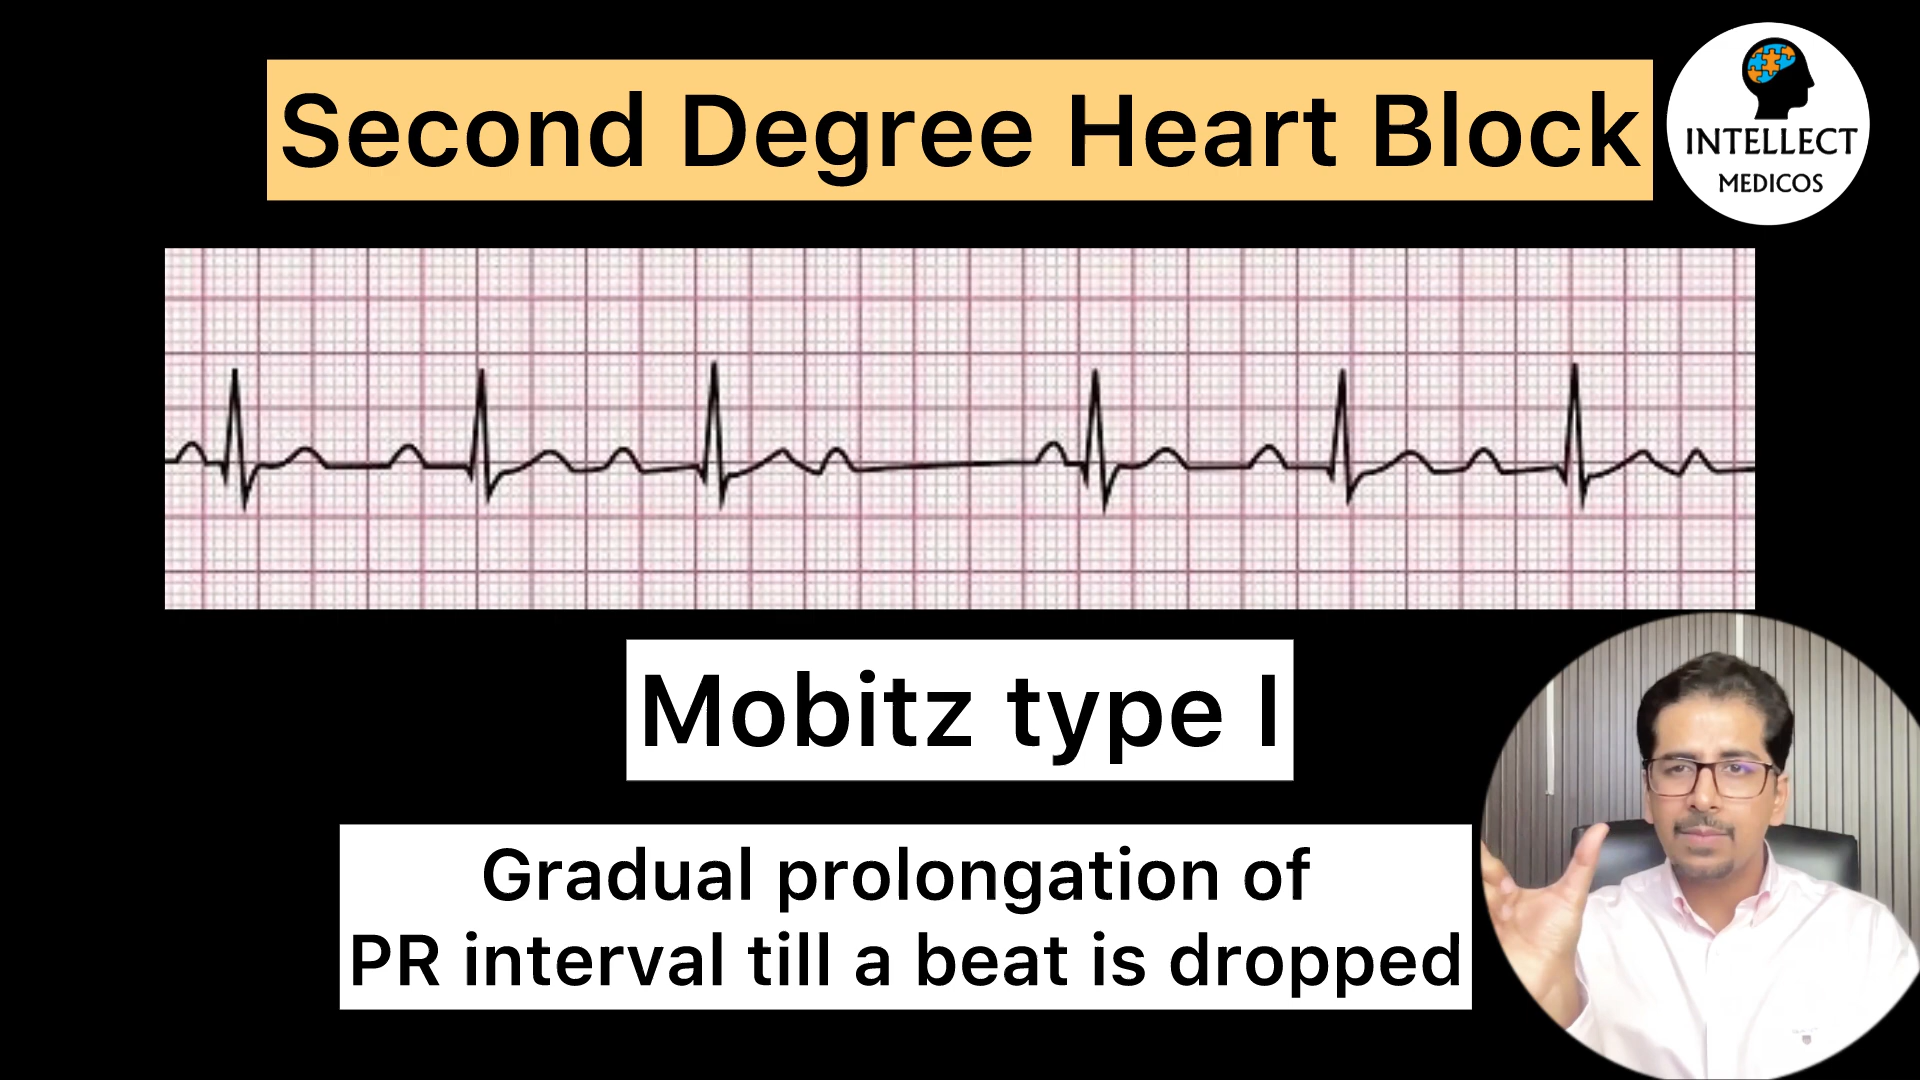 Second Degree Heart Block
INTELLECT
MEDICOS
Mobitz type I
Gradual prolongation of
PR interval till a beat is dropped